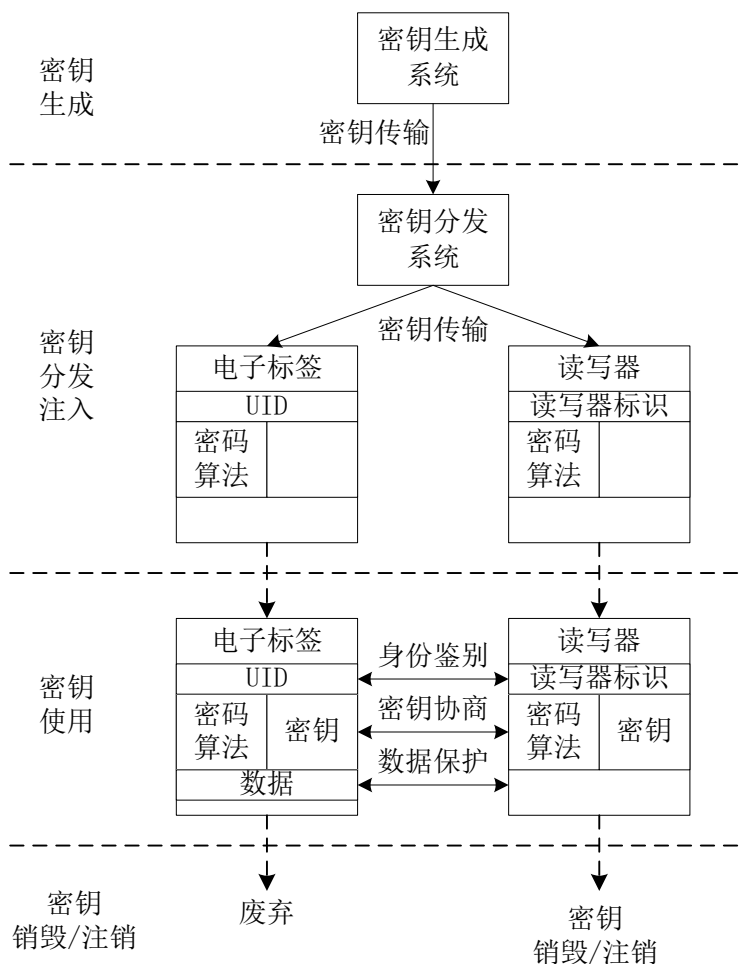 密钥生成
系统
密钥
生成
密钥传输
密钥分发
系统
密钥传输
密钥
分发
注入
电子标签
UID
密码
算法
读写器
读写器标识
密码
算法
电子标签
UID
密码
算法
密钥
数据
身份鉴别
密钥协商
数据保护
读写器
读写器标识
密码
算法
密钥
密钥
使用
密钥
销毁/注销
废弃
密钥
销毁/注销